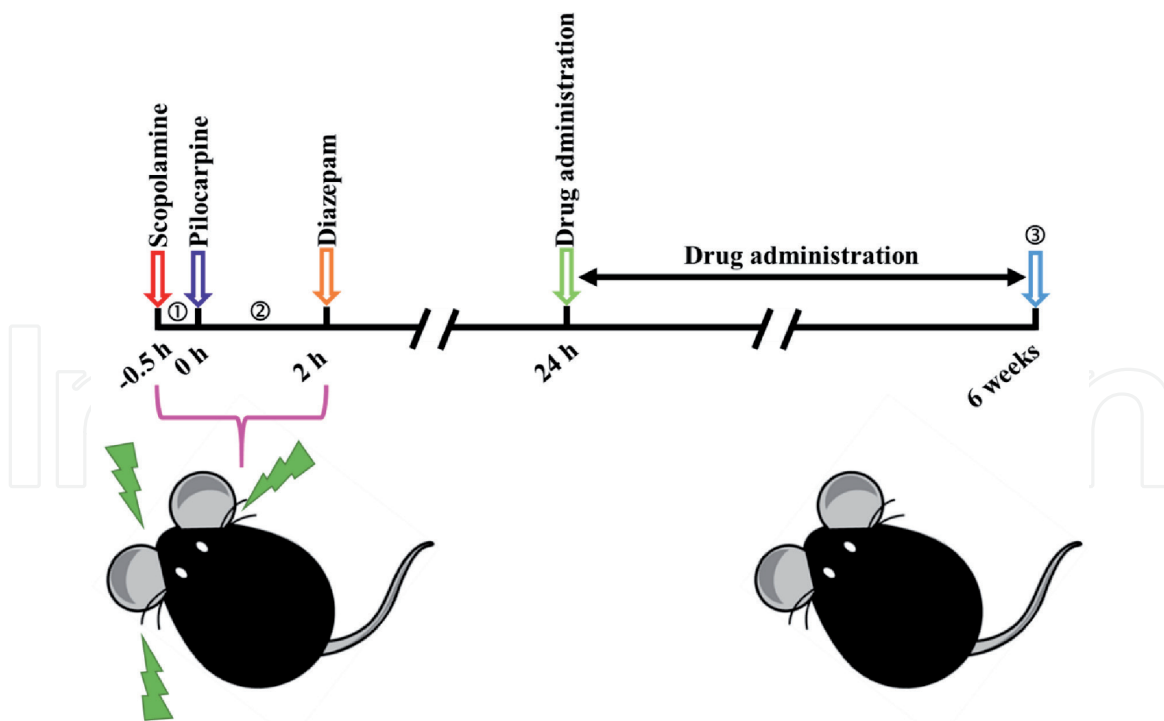 Scopolamine
Pilocarpine
Diazepam
Drug administration
Drug administration
③
①
②
-0.5 h
0 h
2 h
24 h
6 weeks